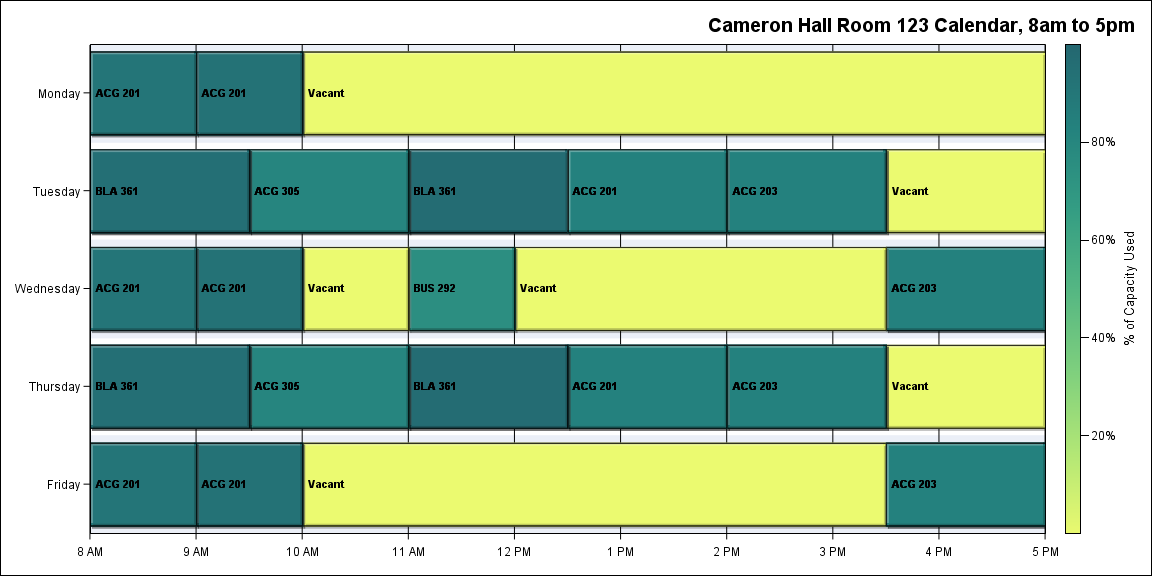 Cameron Hall Room 123 Calendar, 8am to 5pm
Monday ACG 201 ACG 201 Vacant
80%
Tuesday BLA 361 ACG 305 BLA 361 ACG 201 ACG 203 Vacant
60%
% of Capacity Used
Wednesday ACG 201 ACG 201 Vacant BUS 292 Vacant ACG 203
40%
Thursday BLA 361 ACG 305 BLA 361 ACG 201 ACG 203 Vacant
20%
Friday ACG 201 ACG 201 Vacant ACG 203
8 AM 9 AM 10 AM 11 AM 12 PM 1 PM 2 PM 3 PM 4 PM 5 PM